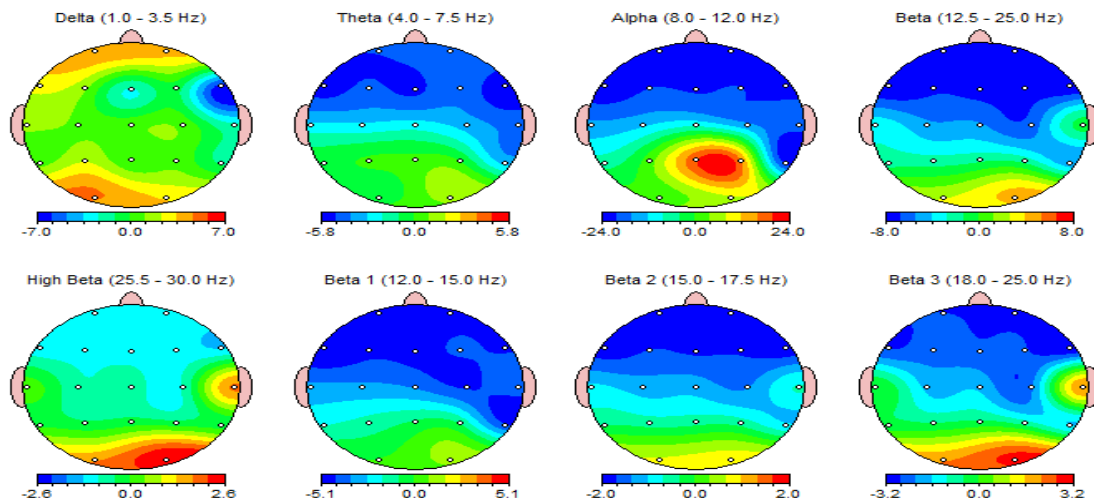 Delta (1.0 - 3.5 Hz)
Theta (4.0 - 7.5 Hz)
Alpha (8.0 - 12.0 Hz)
Beta (12.5 - 25.0 Hz)
-7.0 0.0 7.0
-5.8 0.0 5.8
-24.0 0.0 24.0
-8.0 0.0 8.0
High Beta (25.5 - 30.0 Hz)
Beta 1 (12.0 - 15.0 Hz)
Beta 2 (15.0 - 17.5 Hz)
Beta 3 (18.0 - 25.0 Hz)
-2.6 0.0 2.6
-5.1 0.0 5.1
-2.0 0.0 2.0
-3.2 0.0 3.2